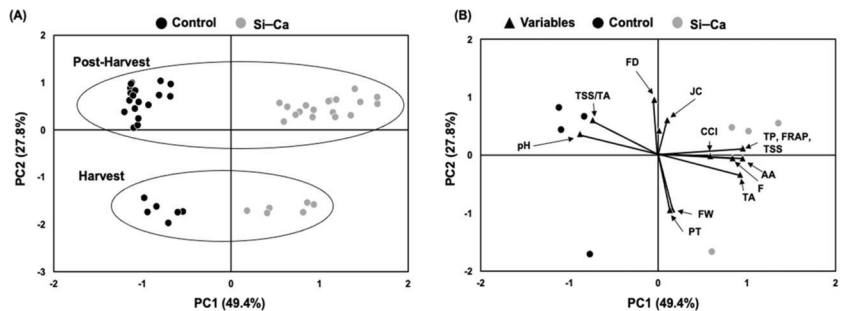 (A)
Control
Si–Ca
2
1
0
-1
-2
-3
-2
-1
0
1
2
PC2 (27.8%)
PC1 (49.4%)
Post-Harvest
Harvest
(B)
Variables
Control
Si–Ca
2
1
0
-1
-2
-2
-1
0
1
2
PC2 (27.8%)
PC1 (49.4%)
FD
JC
TSS/TA
pH
CCI
TP, FRAP,
TSS
AA
F
TA
FW
PT